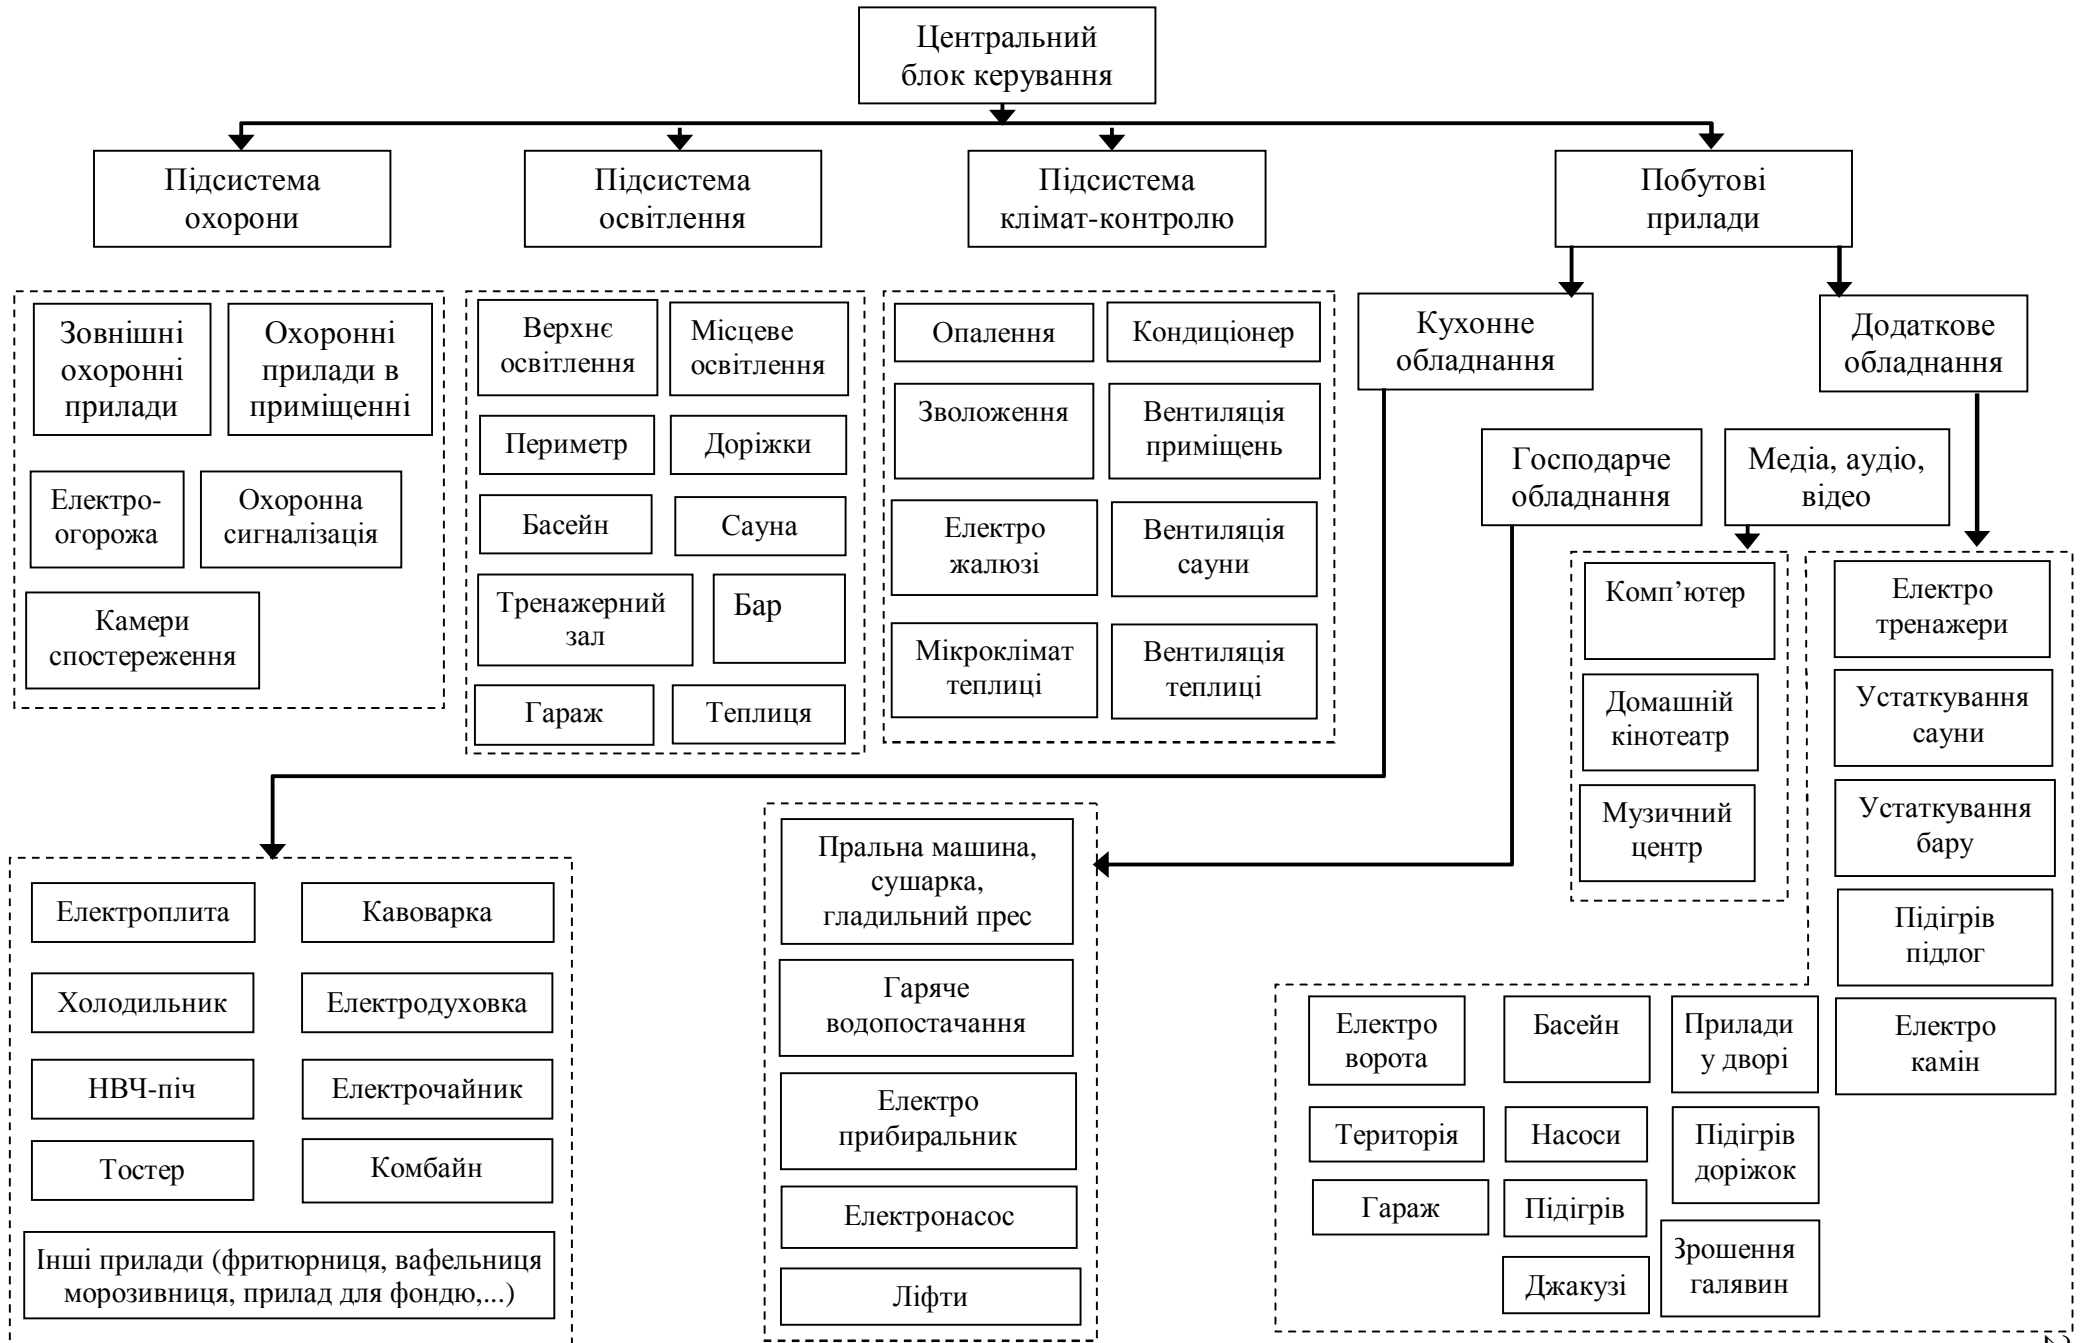 Центральний
блок керування
Підсистема
охорони
Підсистема
освітлення
Підсистема
клімат-контролю
Побутові
прилади
Зовнішні
охоронні
прилади
Охоронні
прилади в
приміщенні
Електро-
огорожа
Охоронна
сигналізація
Камери
спостереження
Верхнє
освітлення
Місцеве
освітлення
Периметр
Доріжки
Басейн
Сауна
Тренажерний
зал
Бар
Гараж
Теплиця
Опалення
Кондиціонер
Зволоження
Вентиляція
приміщень
Електро
жалюзі
Вентиляція
сауни
Мікроклімат
теплиці
Вентиляція
теплиці
Кухонне
обладнання
Додаткове
обладнання
Господарче
обладнання
Медіа, аудіо,
відео
Комп’ютер
Домашній
кінотеатр
Музичний
центр
Електро
тренажери
Устаткування
сауни
Устаткування
бару
Підігрів
підлог
Електро
камін
Електроплита
Кавоварка
Холодильник
Електродуховка
НВЧ-піч
Електрочайник
Тостер
Комбайн
Інші прилади (фритюрниця, вафельниця
морозивниця, прилад для фондю,...)
Пральна машина,
сушарка,
гладильний прес
Гаряче
водопостачання
Електро
прибиральник
Електронасос
Ліфти
Електро
ворота
Басейн
Прилади
у дворі
Територія
Насоси
Підігрів
доріжок
Гараж
Підігрів
Джакузі
Зрошення
галявин